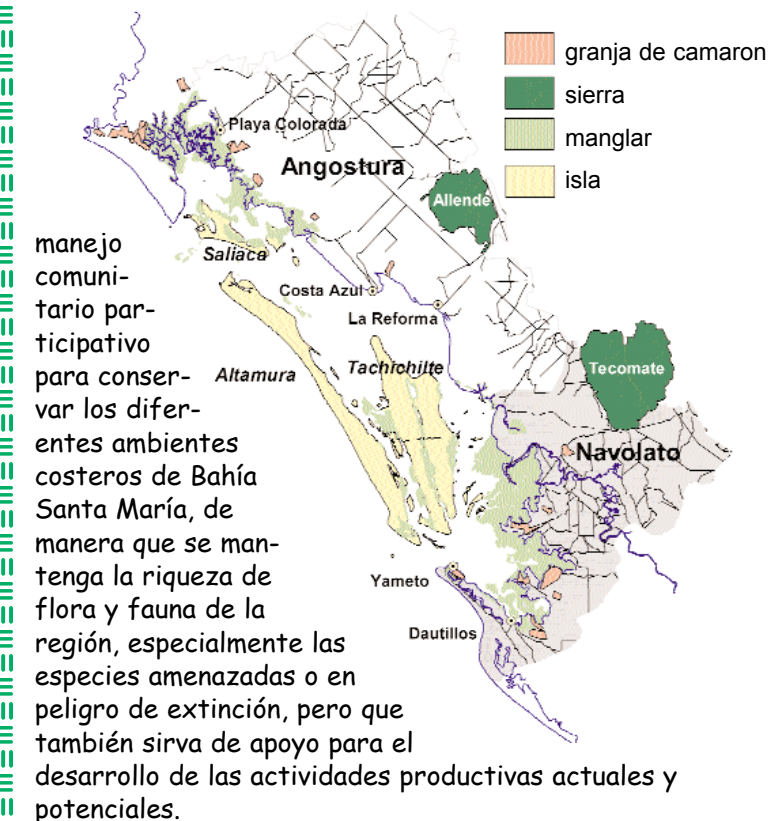 granja de camaron
sierra
manglar
isla
Playa Colorada
Angostura
Allende
Saliaca
Costa Azul
La Reforma
Altamura
Tachichilte
Tecomate
Navolato
Yameto
Dautillos
manejo
comuni-
tario par-
ticipativo
para conser-
var los difer-
entes ambientes
costeros de Bahía
Santa María, de
manera que se man-
tenga la riqueza de
flora y fauna de la
región, especialmente las
especies amenazadas o en
peligro de extinción, pero que
también sirva de apoyo para el
desarrollo de las actividades productivas actuales y
potenciales.